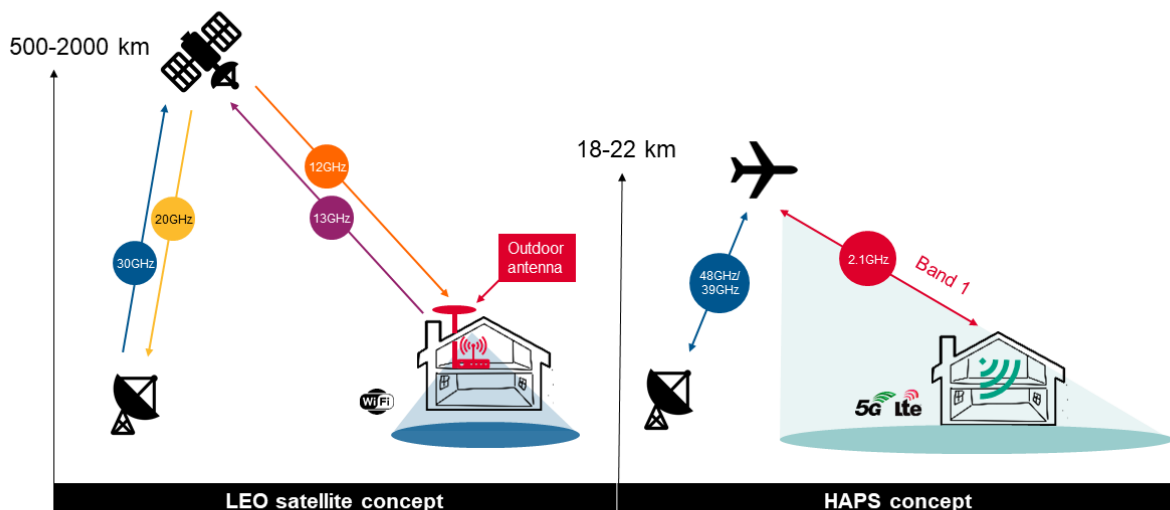 500-2000 km
12GHz
13GHz
20GHz
30GHz
Outdoor
antenna
WiFi
LEO satellite concept
18-22 km
48GHz/
39GHz
2.1GHz
Band 1
5G Lte
HAPS concept